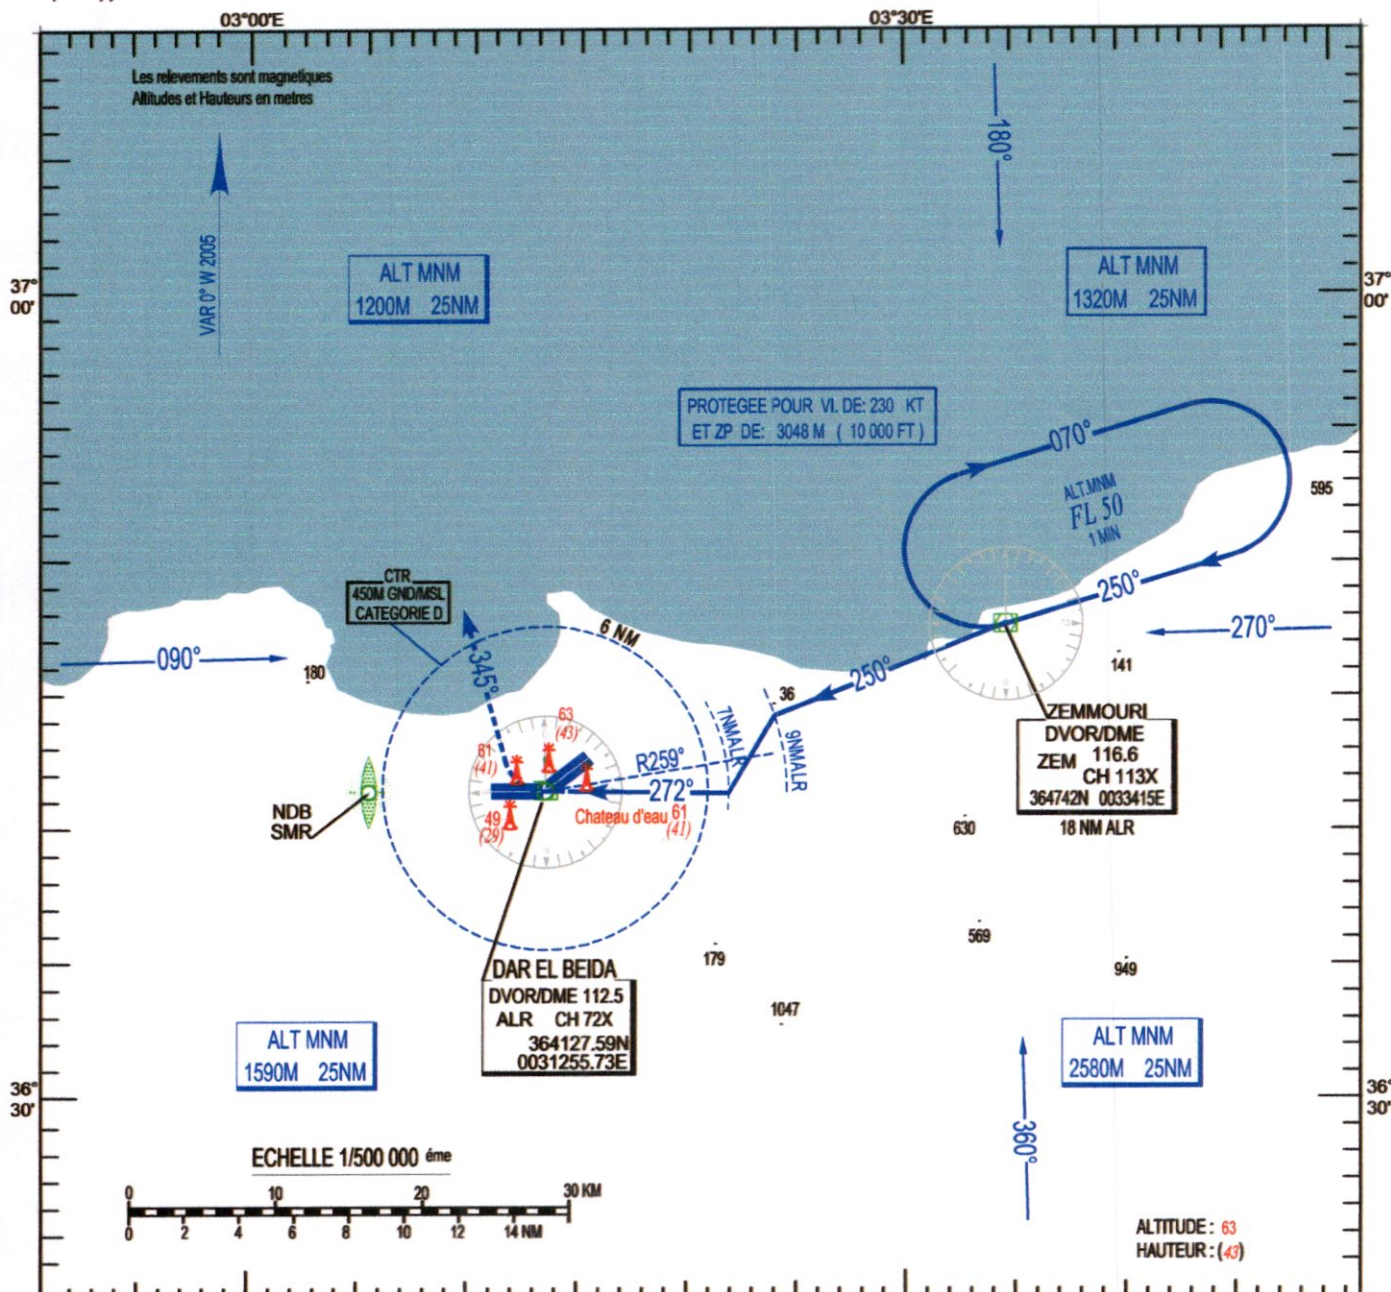 03°00'E
03°30'E
Les relevements sont magnetiques
Altitudes et Hauteurs en metres
180°
VAR 0° W 2005
ALT MNM
1200M 25NM
ALT MNM
1320M 25NM
37°
00'
37°
00'
PROTEGEE POUR VI. DE: 230 KT
ET ZP DE: 3048 M ( 10 000 FT )
070°
ALT.MNM
FL 50
1 MIN
595
CTR
450M GND/MSL
CATEGORIE D
250°
6 NM
270°
090°
345°
180
250°
141
36
63
(43)
7NMALR
9NMALR
ZEMMOURI
DVOR/DME
ZEM 116.6
CH 113X
364742N 0033415E
18 NM ALR
61
(41)
R259°
272°
NDB
SMR
49
(29)
Chateau d'eau 61
(41)
630
569
179
949
1047
DAR EL BEIDA
DVOR/DME 112.5
ALR CH 72X
364127.59N
0031255.73E
ALT MNM
1590M 25NM
ALT MNM
2580M 25NM
36°
30'
36°
30'
360°
ECHELLE 1/500 000 éme
0 10 20 30 KM
0 2 4 6 8 10 12 14 NM
ALTITUDE : 63
HAUTEUR : (43)